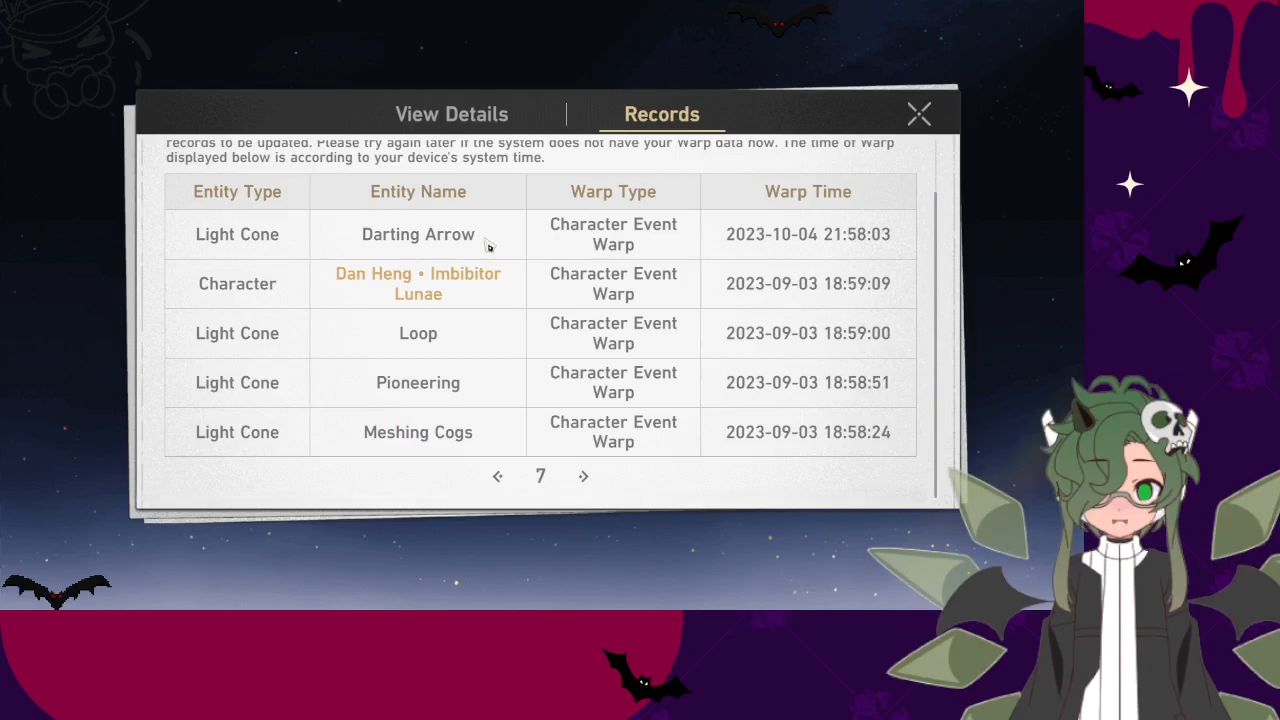 View Details
Records
records to be updated. Please try again later if the system does not have your Warp data now. The time of Warp
displayed below is according to your device's system time.
Entity Type Entity Name Warp Type Warp Time
Light Cone Darting Arrow Character Event Warp 2023-10-04 21:58:03
Character Dan Heng • Imbibitor Lunae Character Event Warp 2023-09-03 18:59:09
Light Cone Loop Character Event Warp 2023-09-03 18:59:00
Light Cone Pioneering Character Event Warp 2023-09-03 18:58:51
Light Cone Meshing Cogs Character Event Warp 2023-09-03 18:58:24
7